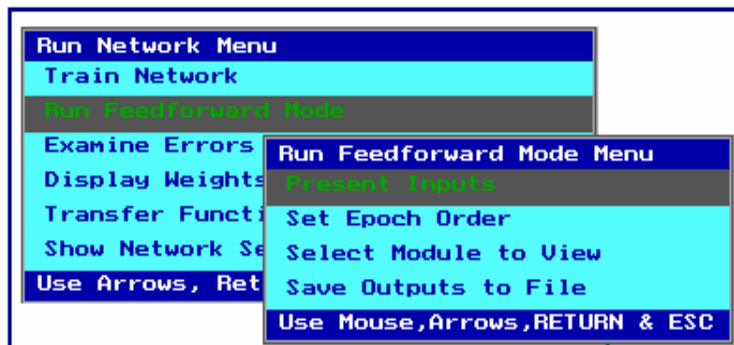 Run Network Menu
Train Network
Run Feedforward Mode
Examine Errors
Display Weights
Transfer Functi
Show Network Se
Use Arrows, Ret
Run Feedforward Mode Menu
Present Inputs
Set Epoch Order
Select Module to View
Save Outputs to File
Use Mouse,Arrows,RETURN & ESC